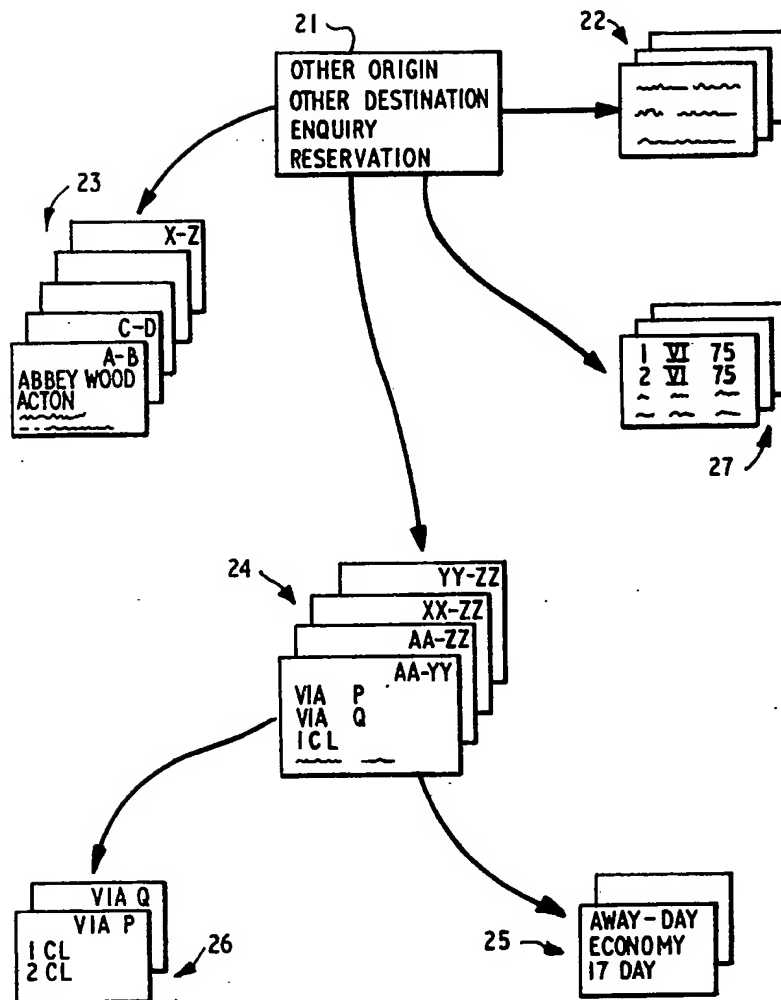 21
22
OTHER ORIGIN
OTHER DESTINATION
ENQUIRY
RESERVATION
23
X-Z
C-D
A-B
ABBEY WOOD
ACTON
1 VI 75
2 VI 75
27
24
YY-ZZ
XX-ZZ
AA-ZZ
AA-YY
VIA P
VIA Q
1 CL
VIA Q
VIA P
1 CL
2 CL
26
25
AWAY-DAY
ECONOMY
17 DAY